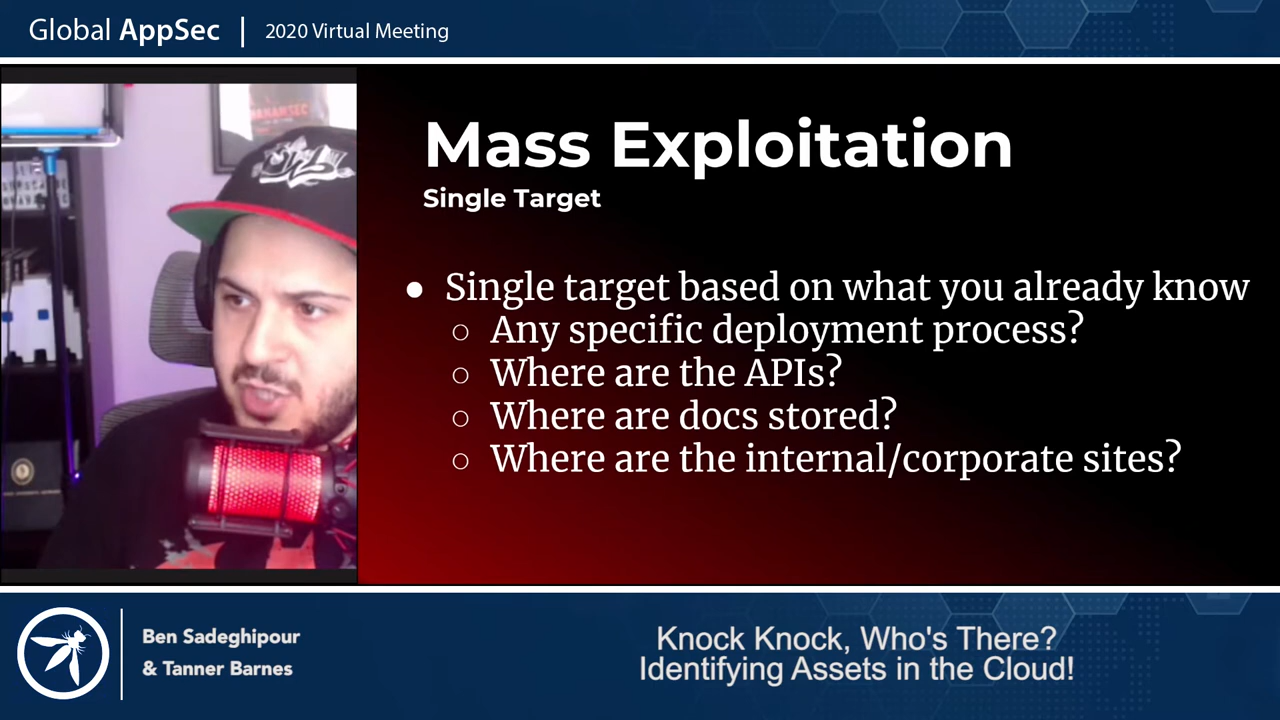 Global AppSec | 2020 Virtual Meeting
Mass Exploitation
Single Target
● Single target based on what you already know
○ Any specific deployment process?
○ Where are the APIs?
○ Where are docs stored?
○ Where are the internal/corporate sites?
Ben Sadeghipour
& Tanner Barnes
Knock Knock, Who's There?
Identifying Assets in the Cloud!